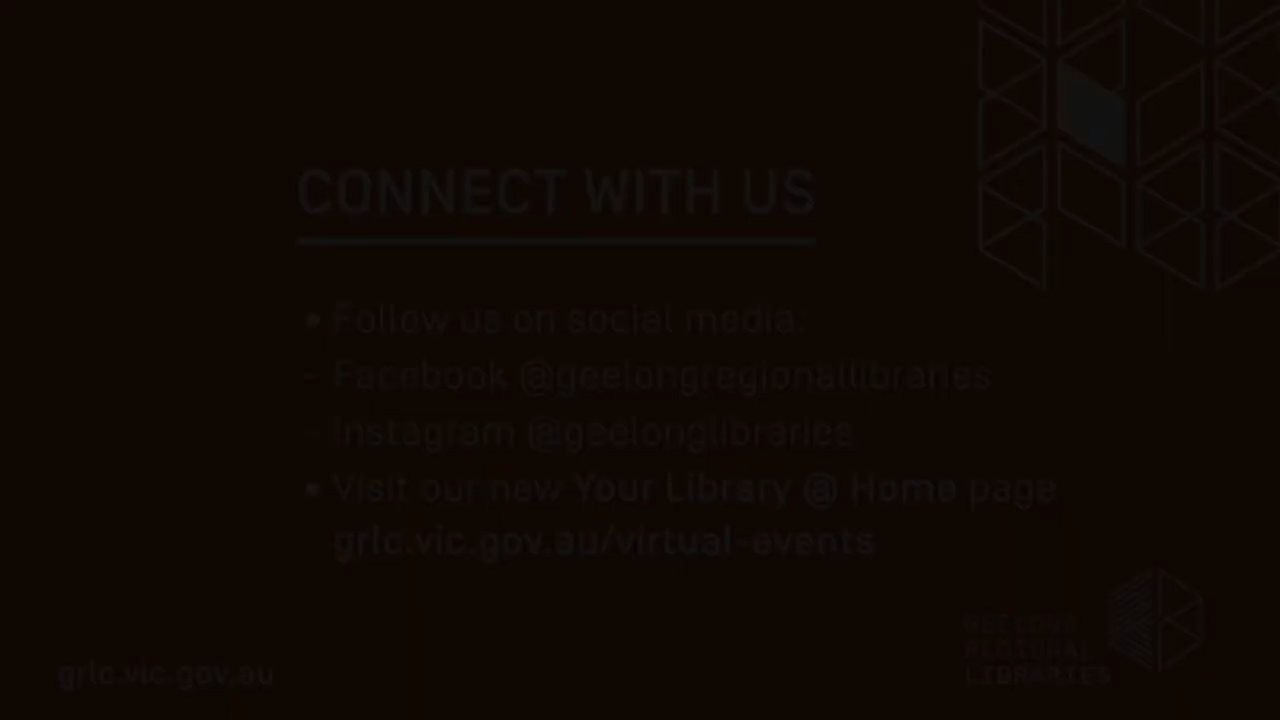 CONNECT WITH US
• Follow us on social media:
- Facebook @geelongregionallibraries
- Instagram @geelonglibraries
• Visit our new Your Library @ Home page
grlc.vic.gov.au/virtual-events
GEELONG
REGIONAL
LIBRARIES
grlc.vic.gov.au